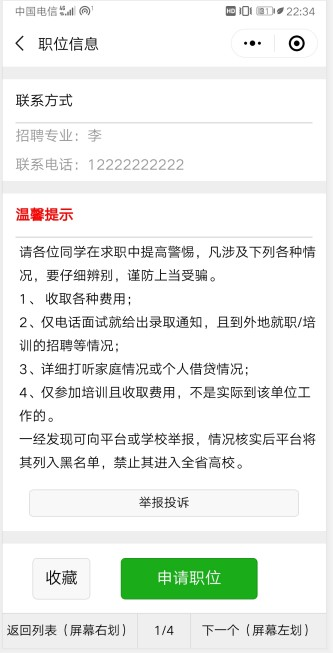 中国电信 22:34
职位信息
联系方式
招聘专业：李
联系电话：12222222222
温馨提示
请各位同学在求职中提高警惕，凡涉及下列各种情
况，要仔细辨别，谨防上当受骗。
1、 收取各种费用；
2、仅电话面试就给出录取通知，且到外地就职/培
训的招聘等情况；
3、详细打听家庭情况或个人借贷情况；
4、仅参加培训且收取费用，不是实际到该单位工
作的。
一经发现可向平台或学校举报，情况核实后平台将
其列入黑名单，禁止其进入全省高校。
举报投诉
收藏 申请职位
返回列表（屏幕右划） 1/4 下一个（屏幕左划）